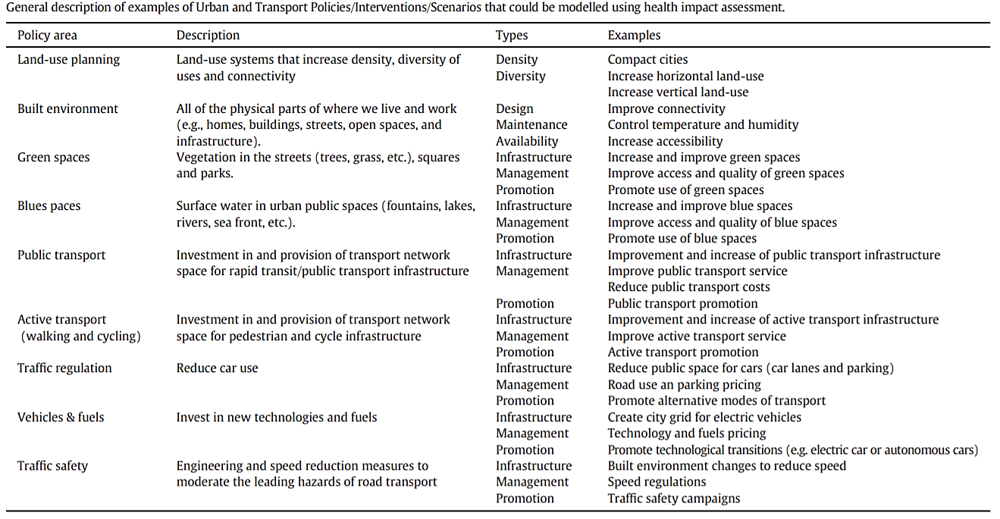 General description of examples of Urban and Transport Policies/Interventions/Scenarios that could be modelled using health impact assessment.
Policy area Description Types Examples
Land-use planning Land-use systems that increase density, diversity of Density Compact cities
uses and connectivity Diversity Increase horizontal land-use
Increase vertical land-use
Built environment All of the physical parts of where we live and work Design Improve connectivity
(e.g., homes, buildings, streets, open spaces, and Maintenance Control temperature and humidity
infrastructure). Availability Increase accessibility
Green spaces Vegetation in the streets (trees, grass, etc.), squares Infrastructure Increase and improve green spaces
and parks. Management Improve access and quality of green spaces
Promotion Promote use of green spaces
Blues paces Surface water in urban public spaces (fountains, lakes, Infrastructure Increase and improve blue spaces
rivers, sea front, etc.). Management Improve access and quality of blue spaces
Promotion Promote use of blue spaces
Public transport Investment in and provision of transport network Infrastructure Improvement and increase of public transport infrastructure
space for rapid transit/public transport infrastructure Management Improve public transport service
Reduce public transport costs
Promotion Public transport promotion
Active transport Investment in and provision of transport network Infrastructure Improvement and increase of active transport infrastructure
(walking and cycling) space for pedestrian and cycle infrastructure Management Improve active transport service
Promotion Active transport promotion
Traffic regulation Reduce car use Infrastructure Reduce public space for cars (car lanes and parking)
Management Road use an parking pricing
Promotion Promote alternative modes of transport
Vehicles & fuels Invest in new technologies and fuels Infrastructure Create city grid for electric vehicles
Management Technology and fuels pricing
Promotion Promote technological transitions (e.g. electric car or autonomous cars)
Traffic safety Engineering and speed reduction measures to Infrastructure Built environment changes to reduce speed
moderate the leading hazards of road transport Management Speed regulations
Promotion Traffic safety campaigns